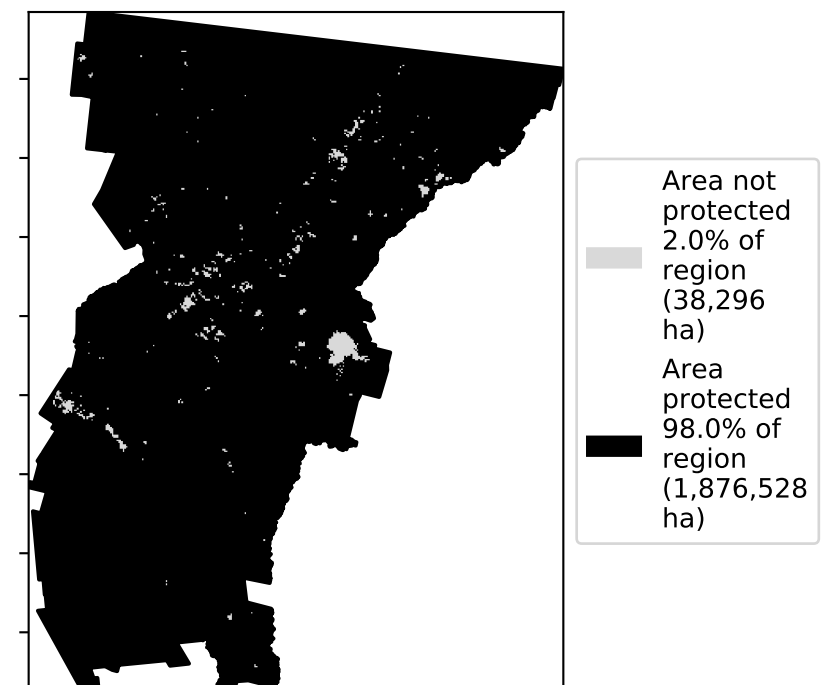 Area not
protected
2.0% of
region
(38,296
ha)
Area
protected
98.0% of
region
(1,876,528
ha)